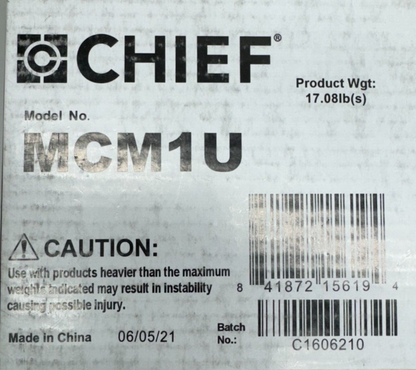 CHIEF®
Product Wgt:
17.08lb(s)
Model No.
MCM1U
CAUTION:
Use with products heavier than the maximum
weights indicated may result in instability
causing possible injury.
8 41872 15619 4
Made in China 06/05/21 Batch
No.: C1606210